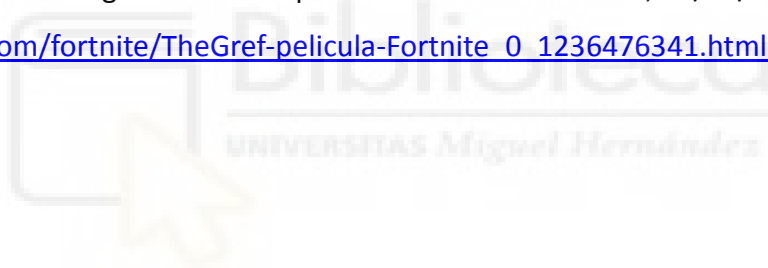 om/fortnite/TheGref-pelicula-Fortnite_0_1236476341.html
Biblioteca
UNIVERSITAS Miguel Hernández